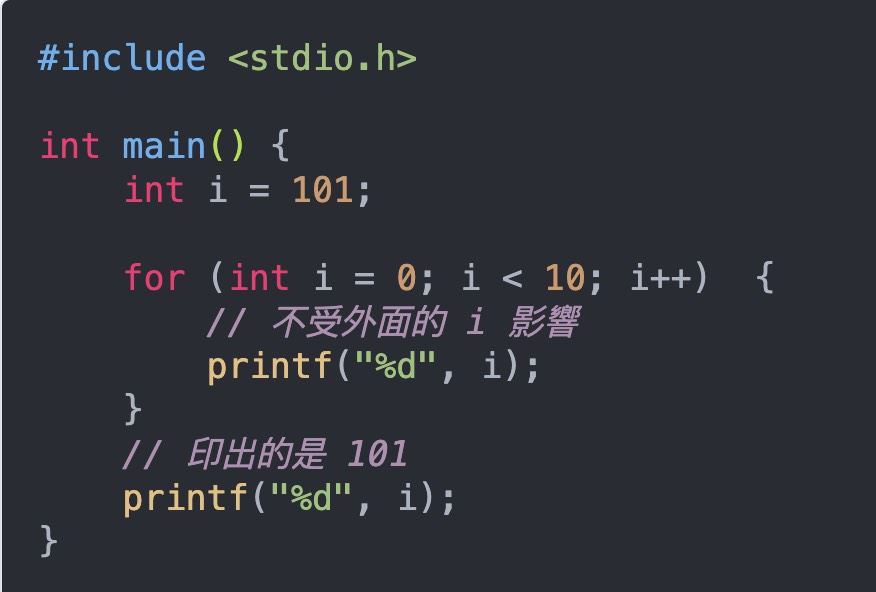 #include <stdio.h>
int main() {
    int i = 101;
    for (int i = 0; i < 10; i++)  {
        // 不受外面的 i 影響
        printf("%d", i);
    }
    // 印出的是 101
    printf("%d", i);
}